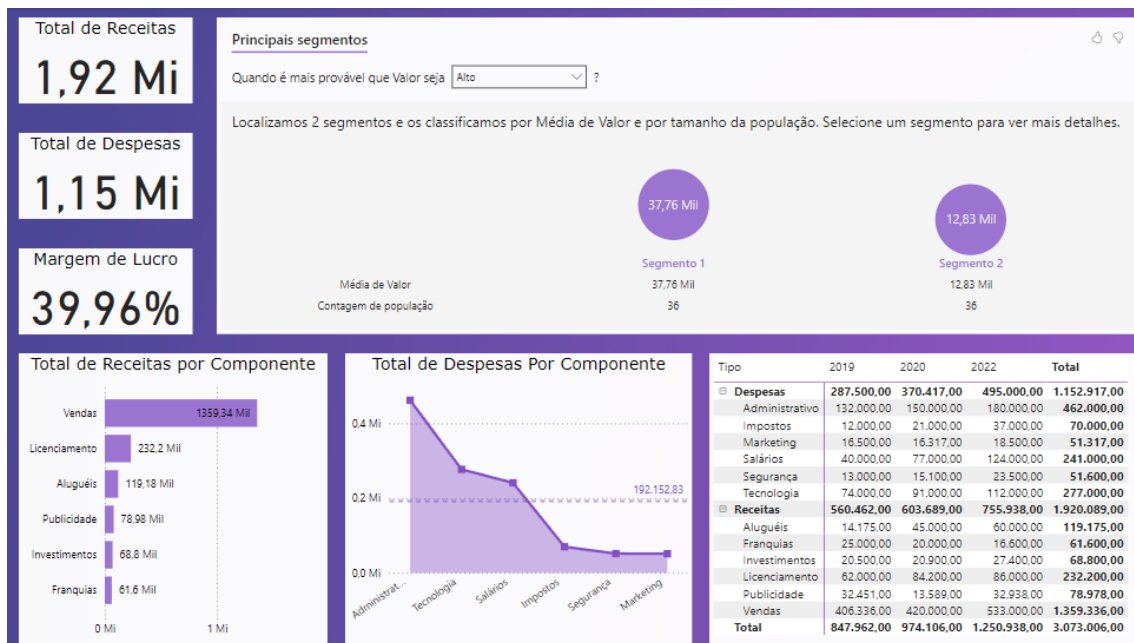 Total de Receitas
1,92 Mi
Total de Despesas
1,15 Mi
Margem de Lucro
39,96%
Principais segmentos
Quando é mais provável que Valor seja Alto ?
Localizamos 2 segmentos e os classificamos por Média de Valor e por tamanho da população. Selecione um segmento para ver mais detalhes.
37,76 Mil
12,83 Mil
Segmento 1 Segmento 2
Média de Valor 37,76 Mil 12,83 Mil
Contagem de população 36 36
Total de Receitas por Componente
Vendas 1359,34 Mil
Licenciamento 232,2 Mil
Aluguéis 119,18 Mil
Publicidade 78,98 Mil
Investimentos 68,8 Mil
Franquias 61,6 Mil
0 Mi 1 Mi
Total de Despesas Por Componente
0,4 Mi
0,2 Mi
192.152,83
0,0 Mi
Administrat... Tecnologia Salários Impostos Segurança Marketing
Tipo 2019 2020 2022 Total
Despesas 287.500,00 370.417,00 495.000,00 1.152.917,00
Administrativo 132.000,00 150.000,00 180.000,00 462.000,00
Impostos 12.000,00 21.000,00 37.000,00 70.000,00
Marketing 16.500,00 16.317,00 18.500,00 51.317,00
Salários 40.000,00 77.000,00 124.000,00 241.000,00
Segurança 13.000,00 15.100,00 23.500,00 51.600,00
Tecnologia 74.000,00 91.000,00 112.000,00 277.000,00
Receitas 560.462,00 603.689,00 755.938,00 1.920.089,00
Aluguéis 14.175,00 45.000,00 60.000,00 119.175,00
Franquias 25.000,00 20.000,00 16.600,00 61.600,00
Investimentos 20.500,00 20.900,00 27.400,00 68.800,00
Licenciamento 62.000,00 84.200,00 86.000,00 232.200,00
Publicidade 32.451,00 13.589,00 32.938,00 78.978,00
Vendas 406.336,00 420.000,00 533.000,00 1.359.336,00
Total 847.962,00 974.106,00 1.250.938,00 3.073.006,00